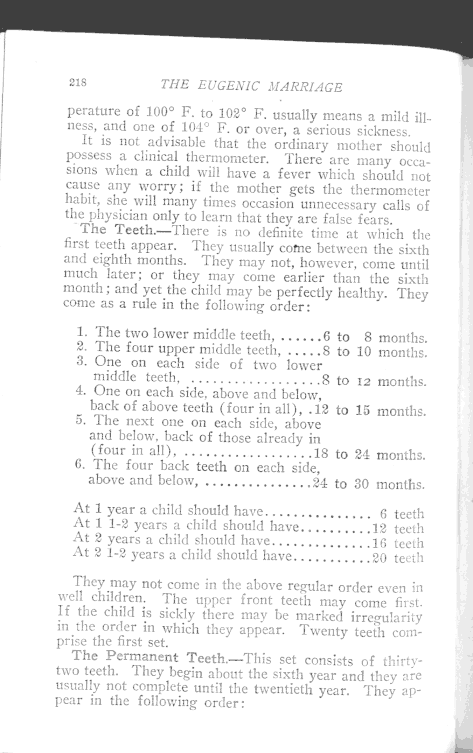 218 THE EUGENIC MARRIAGE
perature of 100° F. to 102° F. usually means a mild ill-
ness, and one of 104° F. or over, a serious sickness.
It is not advisable that the ordinary mother should
possess a clinical thermometer. There are many occa-
sions when a child will have a fever which should not
cause any worry; if the mother gets the thermometer
habit, she will many times occasion unnecessary calls of
the physician only to learn that they are false fears.
The Teeth.—There is no definite time at which the
first teeth appear. They usually come between the sixth
and eighth months. They may not, however, come until
much later; or they may come earlier than the sixth
month; and yet the child may be perfectly healthy. They
come as a rule in the following order:
1. The two lower middle teeth, ......6 to 8 months.
2. The four upper middle teeth, .....8 to 10 months.
3. One on each side of two lower
middle teeth, .................8 to 12 months.
4. One on each side, above and below,
back of above teeth (four in all), .12 to 15 months.
5. The next one on each side, above
and below, back of those already in
(four in all), .................18 to 24 months.
6. The four back teeth on each side,
above and below, ..............24 to 30 months.
At 1 year a child should have............... 6 teeth
At 1 1-2 years a child should have..........12 teeth
At 2 years a child should have..............16 teeth
At 2 1-2 years a child should have...........20 teeth
They may not come in the above regular order even in
well children. The upper front teeth may come first.
If the child is sickly there may be marked irregularity
in the order in which they appear. Twenty teeth com-
prise the first set.
The Permanent Teeth.—This set consists of thirty-
two teeth. They begin about the sixth year and they are
usually not complete until the twentieth year. They ap-
pear in the following order: